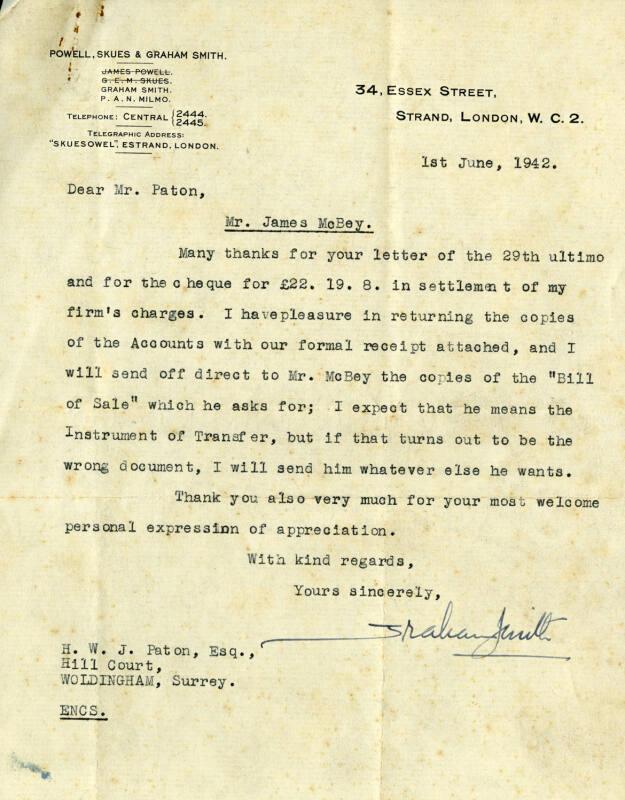 POWELL, SKUES & GRAHAM SMITH.
JAMES POWELL.
G. E. M. SKUES.
GRAHAM SMITH.
P. A. N. MILMO.
TELEPHONE: CENTRAL {2444. 2445.
TELEGRAPHIC ADDRESS:
"SKUESOWEL", ESTRAND, LONDON.
34, ESSEX STREET,
STRAND, LONDON, W. C. 2.
1st June, 1942.
Dear Mr. Paton,
Mr. James McBey.
Many thanks for your letter of the 29th ultimo
and for the cheque for £22. 19. 8. in settlement of my
firm's charges. I havepleasure in returning the copies
of the Accounts with our formal receipt attached, and I
will send off direct to Mr. McBey the copies of the "Bill
of Sale" which he asks for; I expect that he means the
Instrument of Transfer, but if that turns out to be the
wrong document, I will send him whatever else he wants.
Thank you also very much for your most welcome
personal expression of appreciation.
With kind regards,
Yours sincerely,
Graham Smith
H. W. J. Paton, Esq.,
Hill Court,
WOLDINGHAM, Surrey.
ENCS.